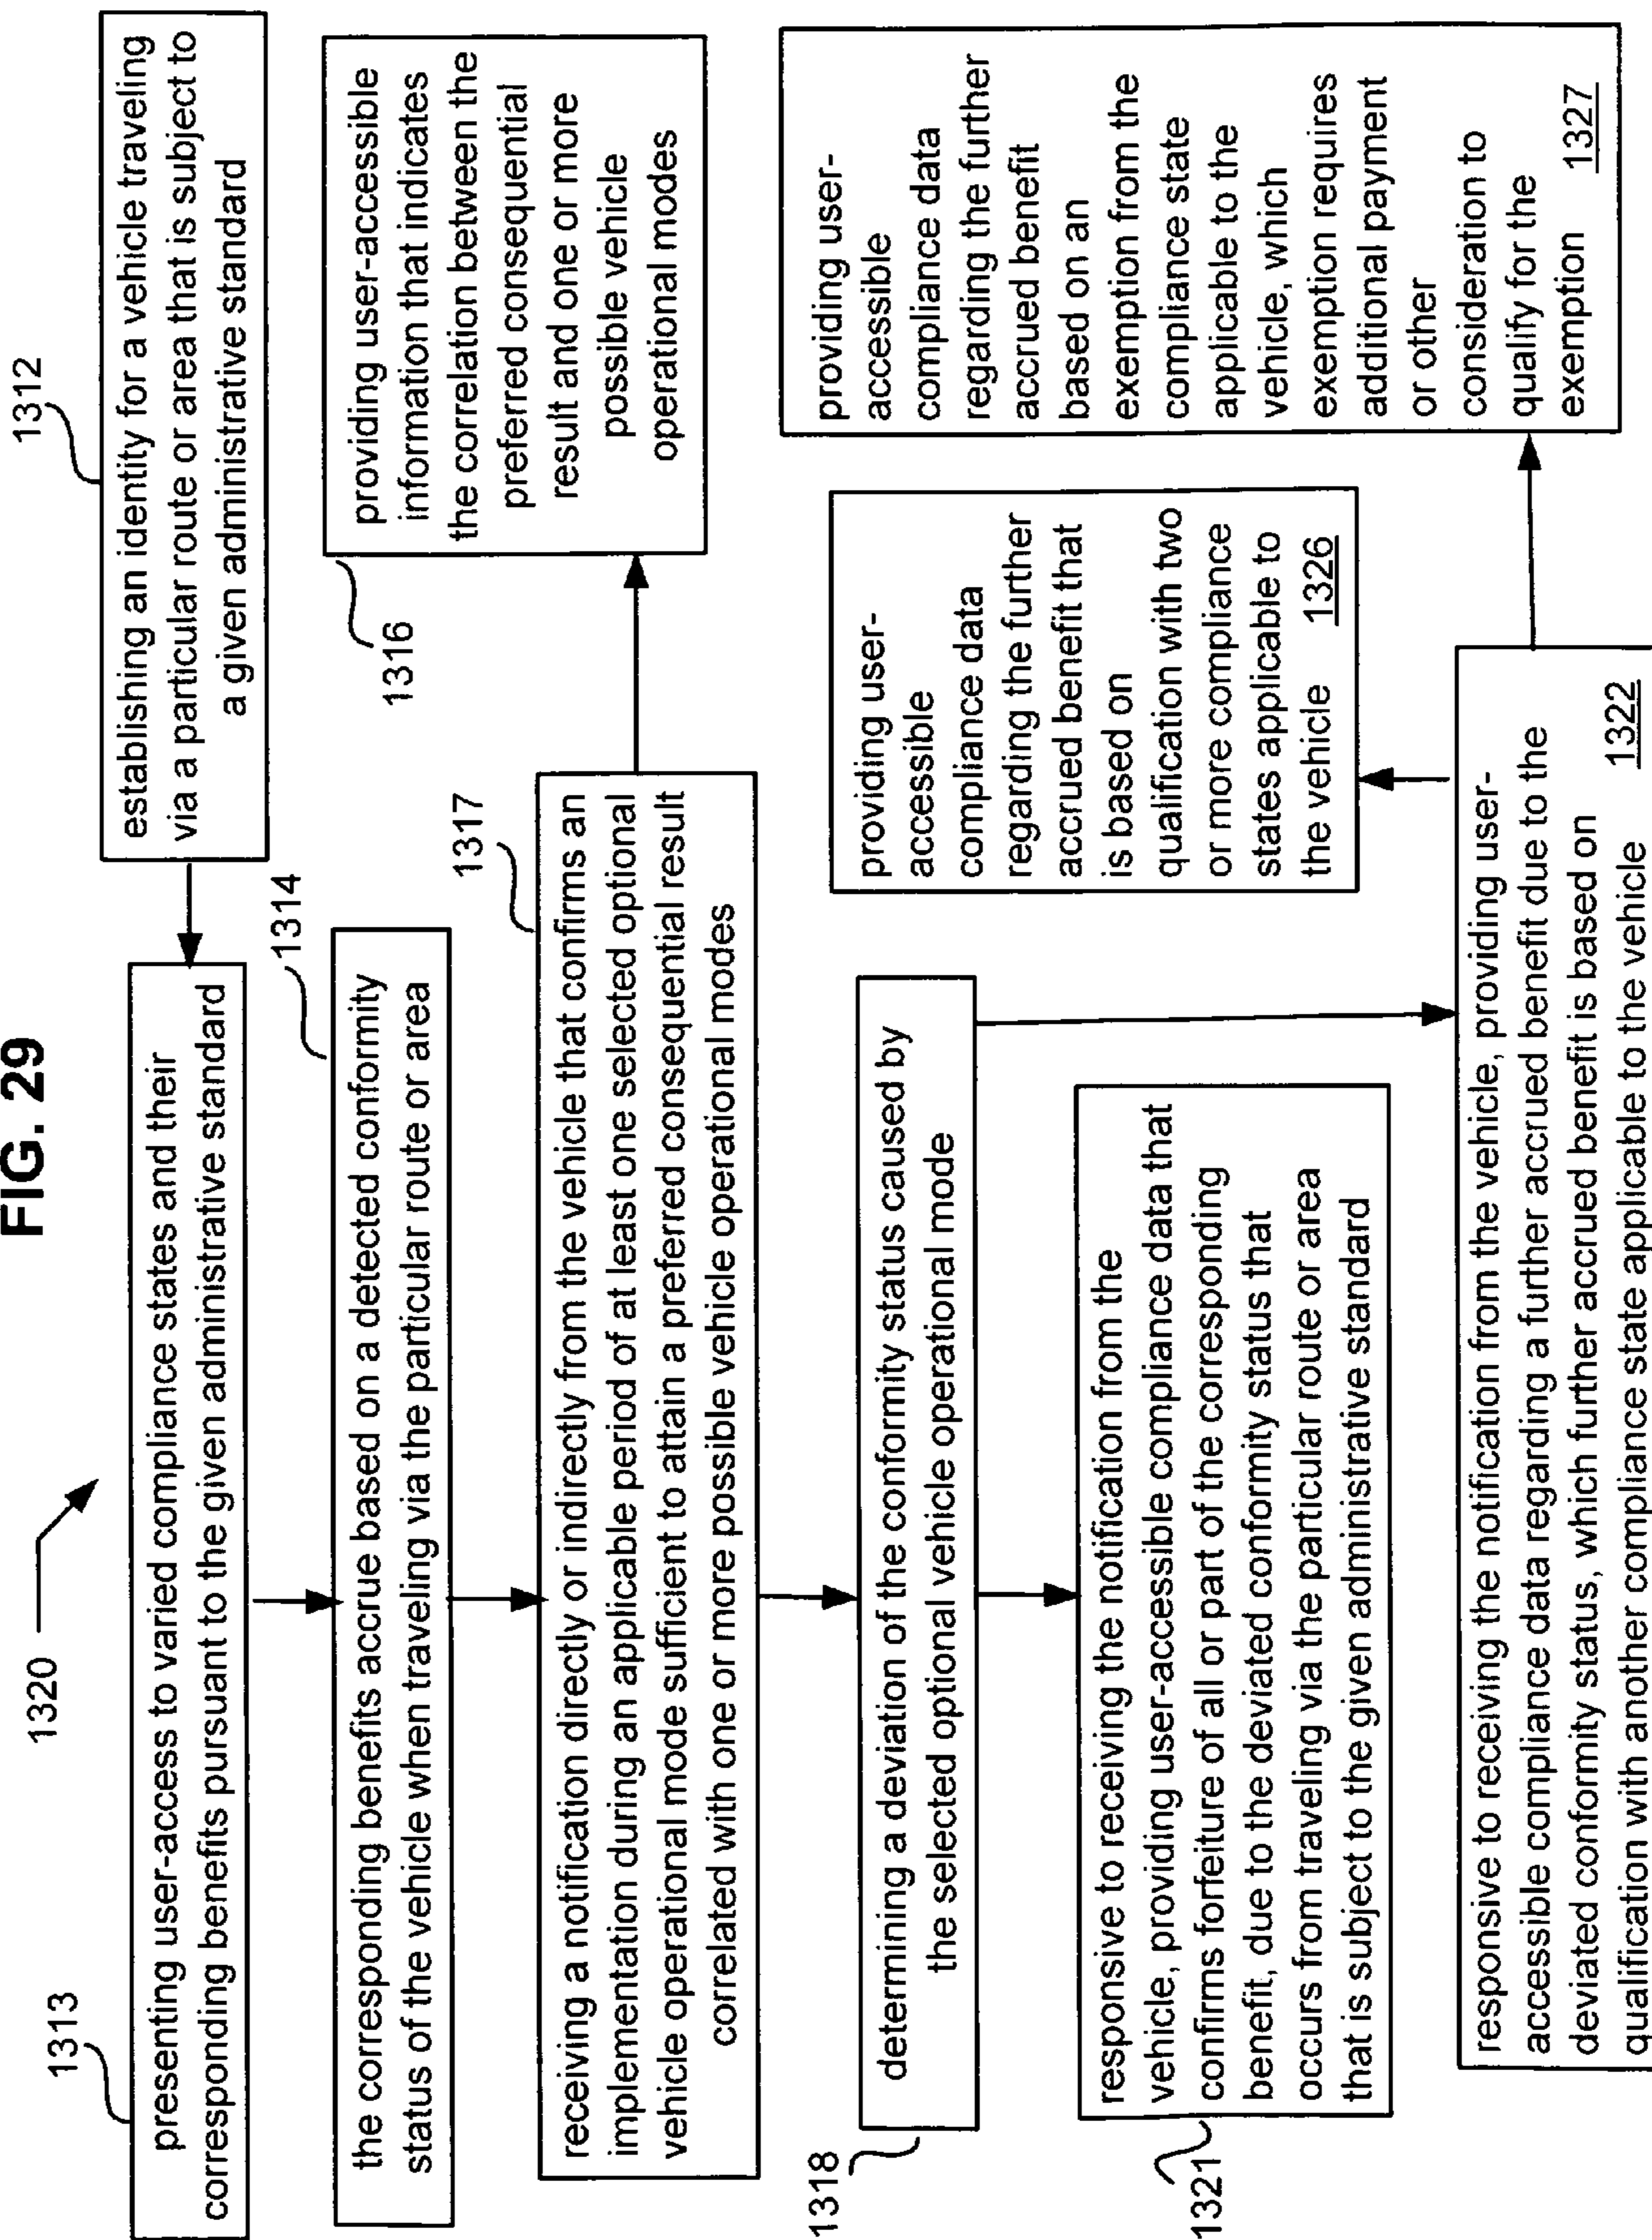 FIG. 29
1320
1312
establishing an identity for a vehicle traveling
via a particular route or area that is subject to
a given administrative standard
1313
presenting user-access to varied compliance states and their
corresponding benefits pursuant to the given administrative standard
1314
the corresponding benefits accrue based on a detected conformity
status of the vehicle when traveling via the particular route or area
1316
providing user-accessible
information that indicates
the correlation between the
preferred consequential
result and one or more
possible vehicle
operational modes
1317
receiving a notification directly or indirectly from the vehicle that confirms an
implementation during an applicable period of at least one selected optional
vehicle operational mode sufficient to attain a preferred consequential result
correlated with one or more possible vehicle operational modes
1318
determining a deviation of the conformity status caused by
the selected optional vehicle operational mode
1321
responsive to receiving the notification from the
vehicle, providing user-accessible compliance data that
confirms forfeiture of all or part of the corresponding
benefit, due to the deviated conformity status that
occurs from traveling via the particular route or area
that is subject to the given administrative standard
responsive to receiving the notification from the vehicle, providing user-
accessible compliance data regarding a further accrued benefit due to the
deviated conformity status, which further accrued benefit is based on
qualification with another compliance state applicable to the vehicle
1322
providing user-
accessible
compliance data
regarding the further
accrued benefit that
is based on
qualification with two
or more compliance
states applicable to
the vehicle 1326
providing user-
accessible
compliance data
regarding the further
accrued benefit
based on an
exemption from the
compliance state
applicable to the
vehicle, which
exemption requires
additional payment
or other
consideration to
qualify for the
exemption 1327